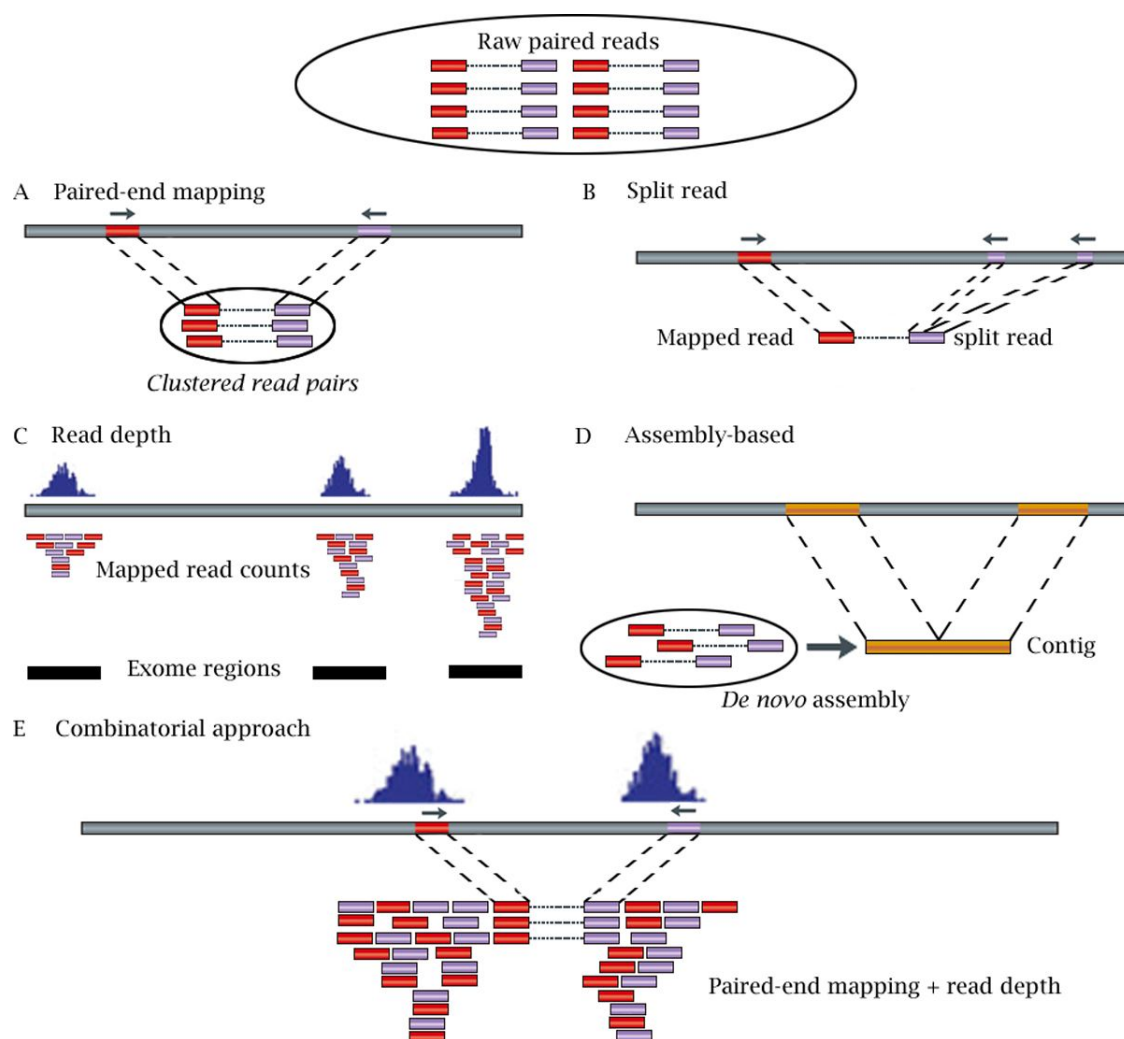 Raw paired reads
A Paired-end mapping
Clustered read pairs
B Split read
Mapped read
split read
C Read depth
Mapped read counts
Exome regions
D Assembly-based
Contig
De novo assembly
E Combinatorial approach
Paired-end mapping + read depth